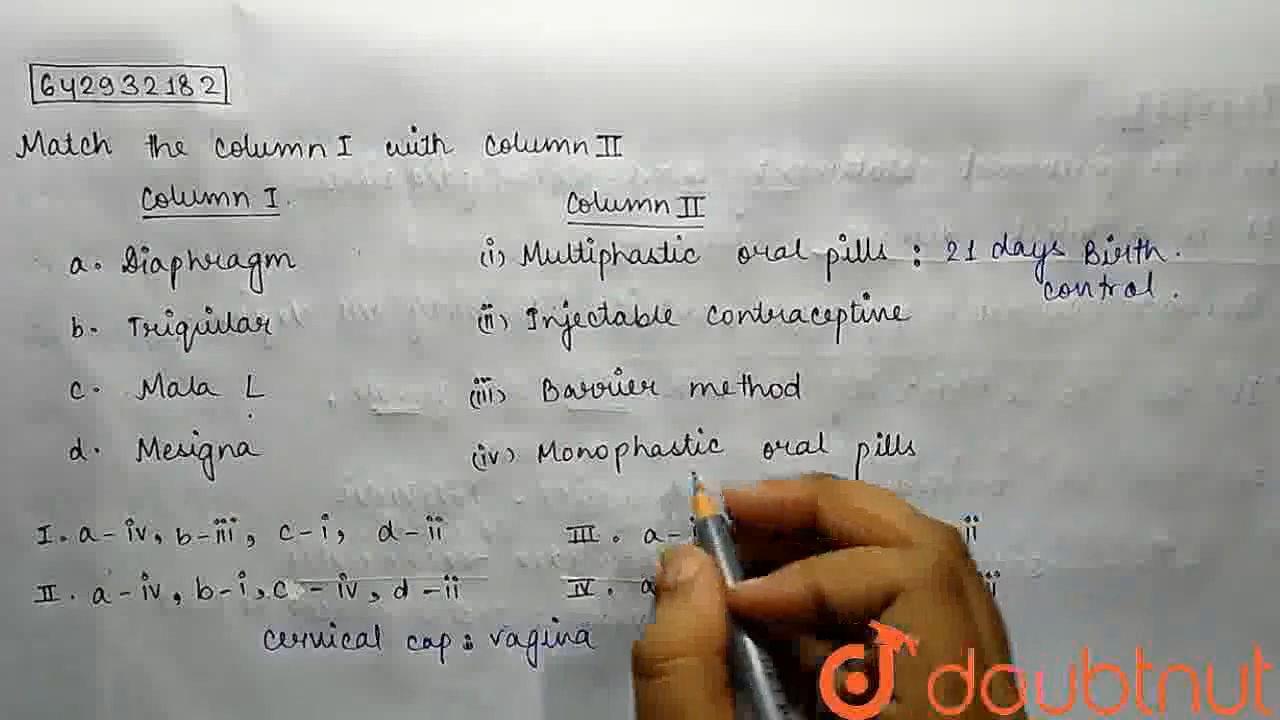 642932182
Match the column I with column II
Column I. Column II
a. Diaphragm (i) Multiphastic oral pills : 21 days Birth.
control.
b. Triquilar (ii) Injectable contraceptine
c. Mala L (iii) Barrier method
d. Mesigna (iv) Monophastic oral pills
I. a-iv, b-iii, c-i, d-ii III. a- ii
II. a-iv, b-i, c-iv, d-ii IV. a
cervical cap: vagina
doubtnut